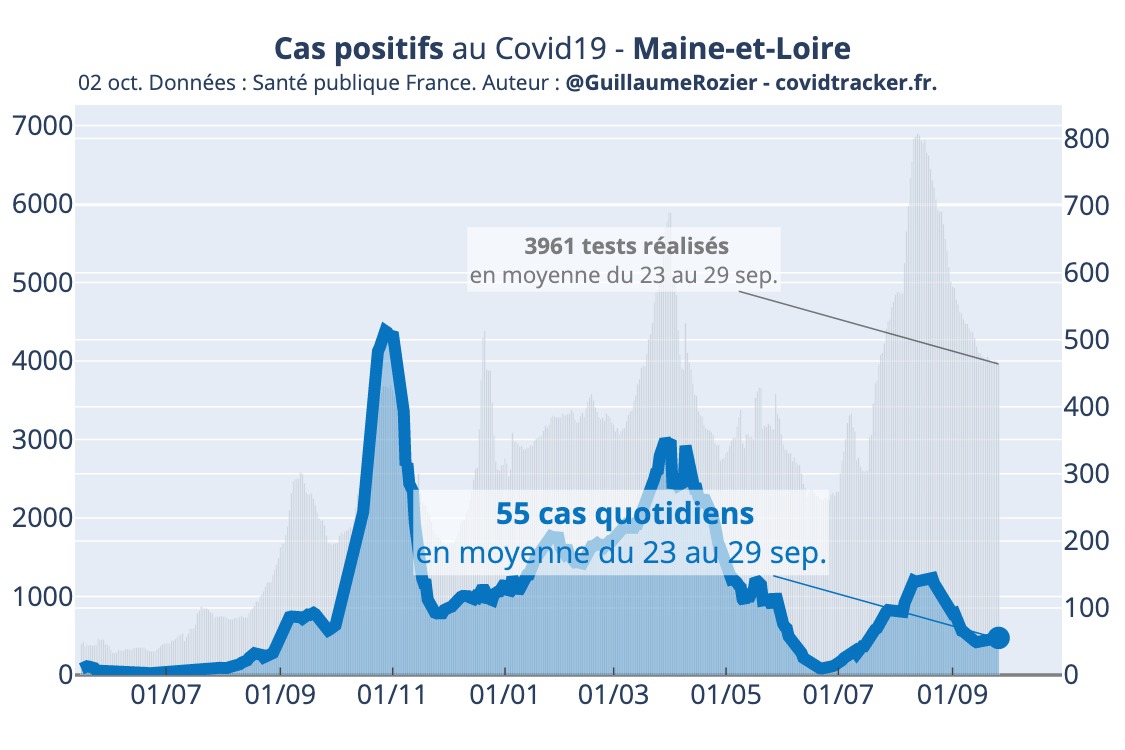 Cas positifs au Covid19 - Maine-et-Loire
02 oct. Données : Santé publique France. Auteur : @GuillaumeRozier - covidtracker.fr.
7000
6000
5000
4000
3000
2000
1000
0
800
700
600
500
400
300
200
100
0
3961 tests réalisés
en moyenne du 23 au 29 sep.
55 cas quotidiens
en moyenne du 23 au 29 sep.
01/07 01/09 01/11 01/01 01/03 01/05 01/07 01/09